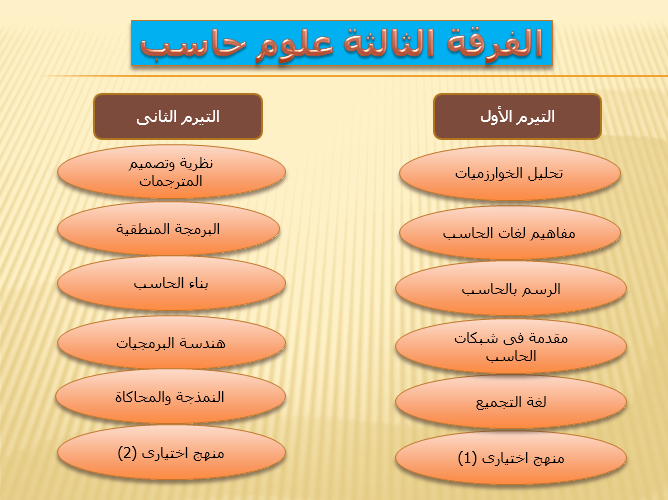 الفرقة الثالثة علوم حاسب
التيرم الأول
تحليل الخوارزميات
مفاهيم لغات الحاسب
الرسم بالحاسب
مقدمة فى شبكات
الحاسب
لغة التجميع
منهج اختيارى (1)
التيرم الثانى
نظرية وتصميم
المترجمات
البرمجة المنطقية
بناء الحاسب
هندسة البرمجيات
النمذجة والمحاكاة
منهج اختيارى (2)